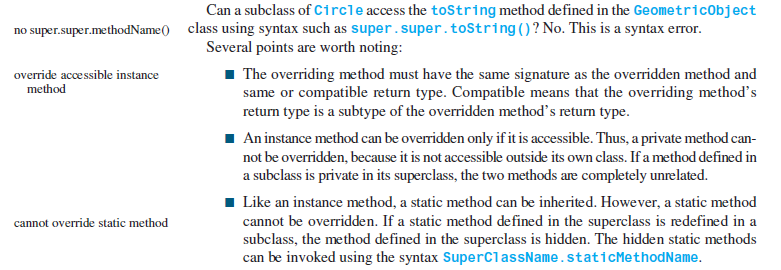 Can a subclass of Circle access the toString method defined in the GeometricObject
no super.super.methodName()
class using syntax such as super.super.toString()? No. This is a syntax error.
Several points are worth noting:
override accessible instance
method
■ The overriding method must have the same signature as the overridden method and
same or compatible return type. Compatible means that the overriding method's
return type is a subtype of the overridden method's return type.
■ An instance method can be overridden only if it is accessible. Thus, a private method can-
not be overridden, because it is not accessible outside its own class. If a method defined in
a subclass is private in its superclass, the two methods are completely unrelated.
cannot override static method
■ Like an instance method, a static method can be inherited. However, a static method
cannot be overridden. If a static method defined in the superclass is redefined in a
subclass, the method defined in the superclass is hidden. The hidden static methods
can be invoked using the syntax SuperClassName.staticMethodName.